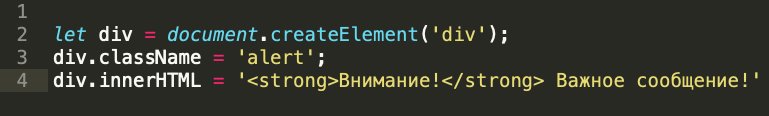 1
2 let div = document.createElement('div');
3 div.className = 'alert';
4 div.innerHTML = '<strong>Внимание!</strong> Важное сообщение!'